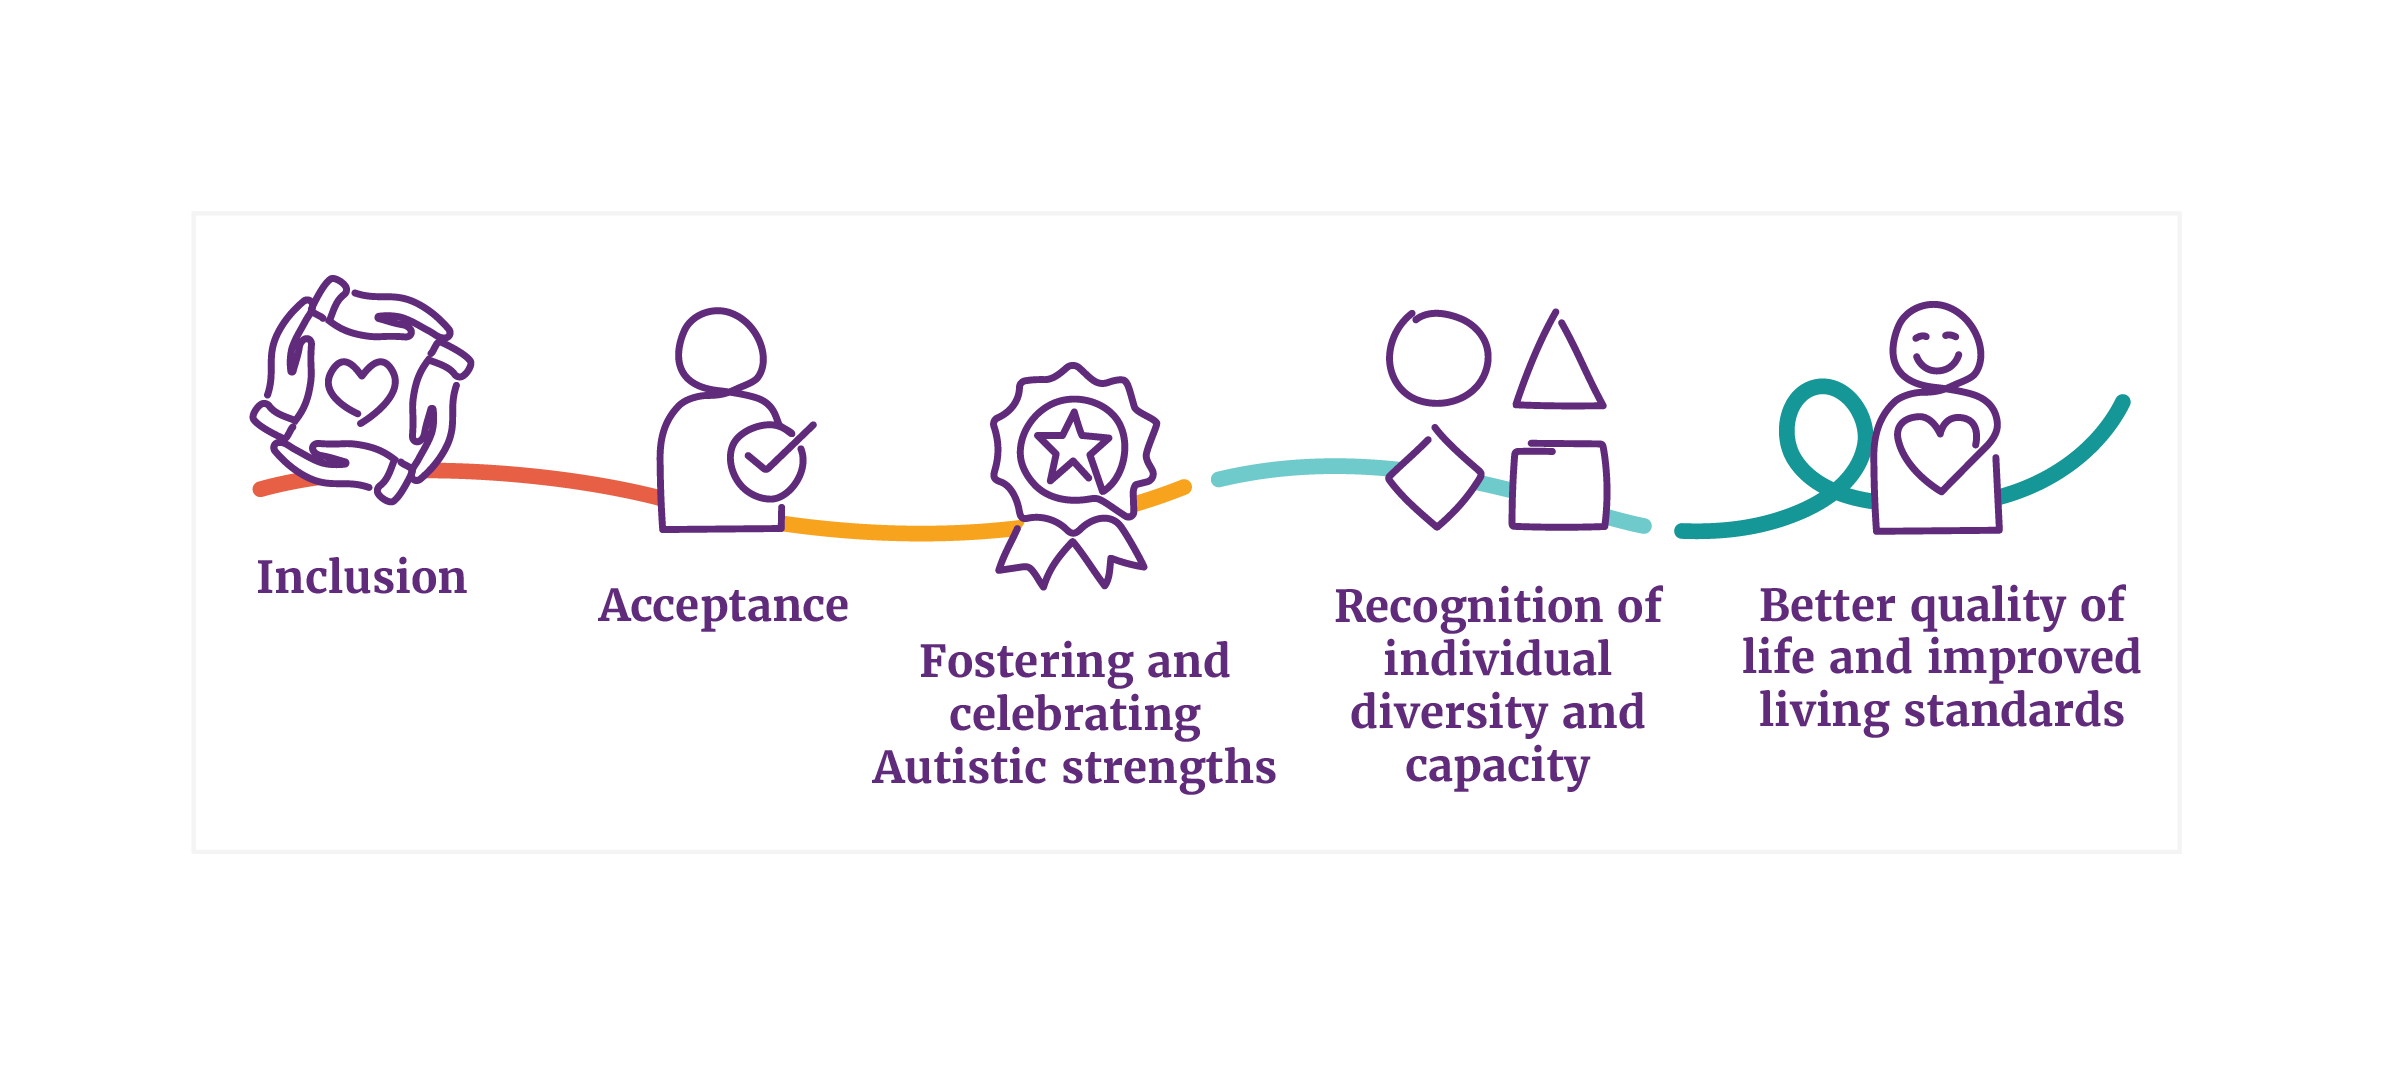 Inclusion
Acceptance
Fostering and
celebrating
Autistic strengths
Recognition of
individual
diversity and
capacity
Better quality of
life and improved
living standards